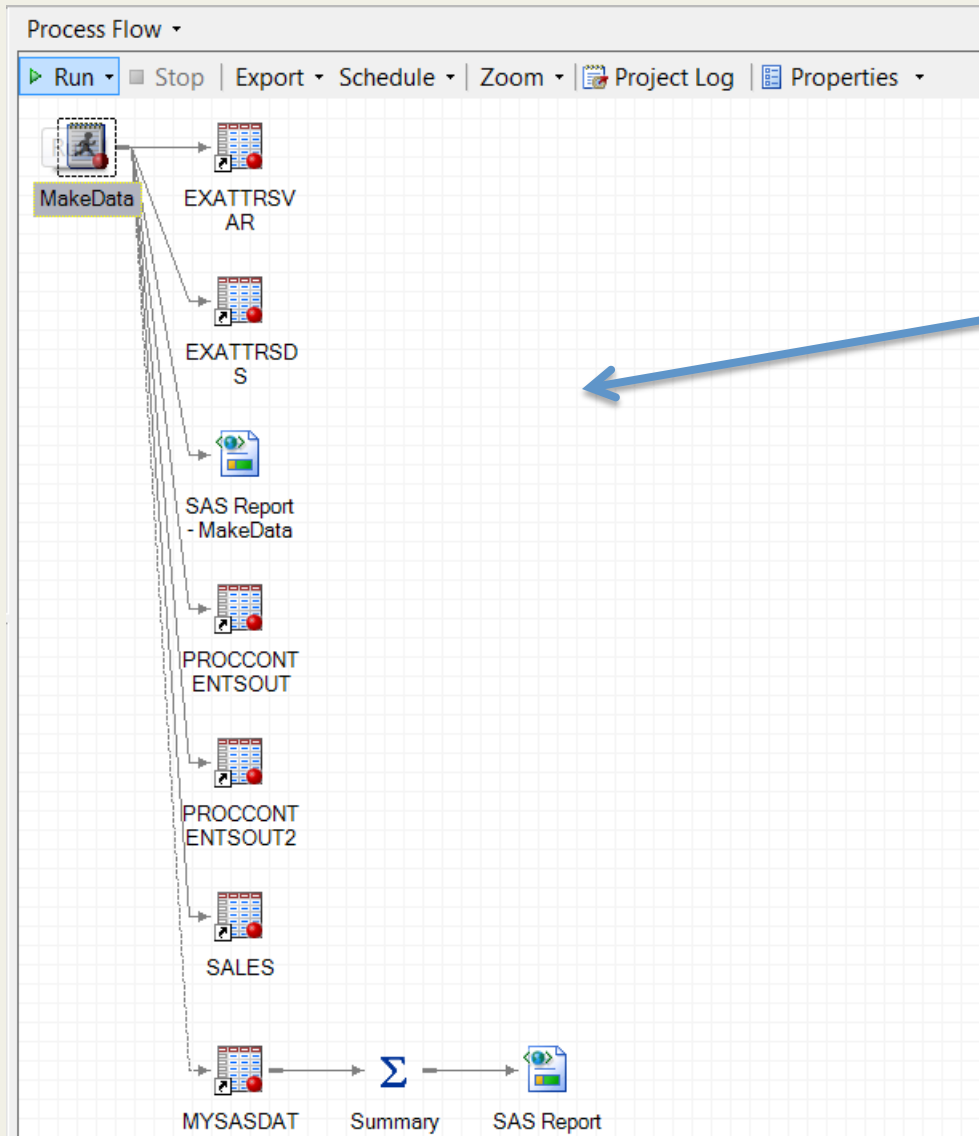 Process Flow
Run Stop Export Schedule Zoom Project Log Properties
MakeData
EXATTRSV
AR
EXATTRSD
S
SAS Report
- MakeData
PROCCONT
ENTSOUT
PROCCONT
ENTSOUT2
SALES
MYSASDAT
Summary
SAS Report